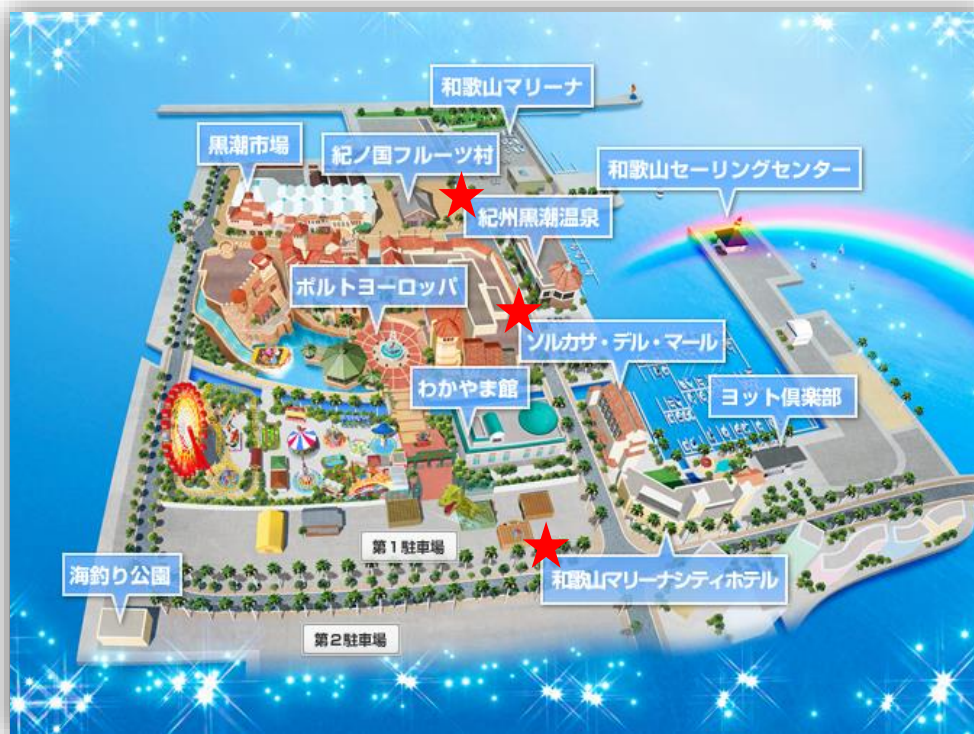 和歌山マリーナ
黒潮市場
紀ノ国フルーツ村
和歌山セーリングセンター
紀州黒潮温泉
ポルトヨーロッパ
ソルカサ・デル・マール
わかやま館
ヨット倶楽部
第1駐車場
海釣り公園
和歌山マリーナシティホテル
第2駐車場